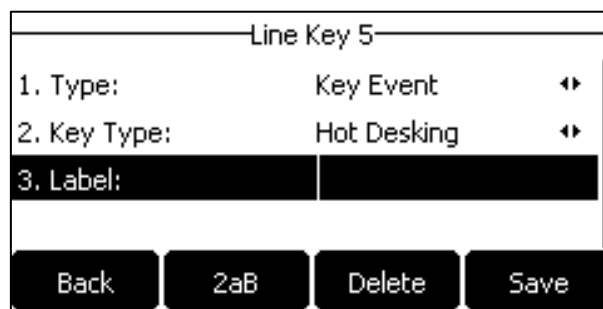 Line Key 5
1. Type: Key Event
2. Key Type: Hot Desking
3. Label:
Back 2aB Delete Save